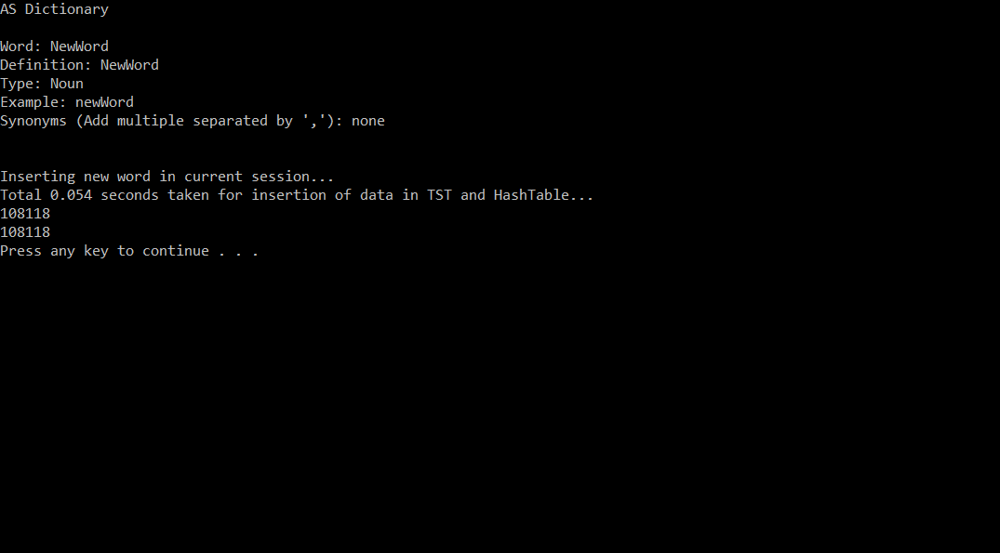 AS Dictionary
Word: NewWord
Definition: NewWord
Type: Noun
Example: newWord
Synonyms (Add multiple separated by ','): none
Inserting new word in current session...
Total 0.054 seconds taken for insertion of data in TST and HashTable...
108118
108118
Press any key to continue . . .